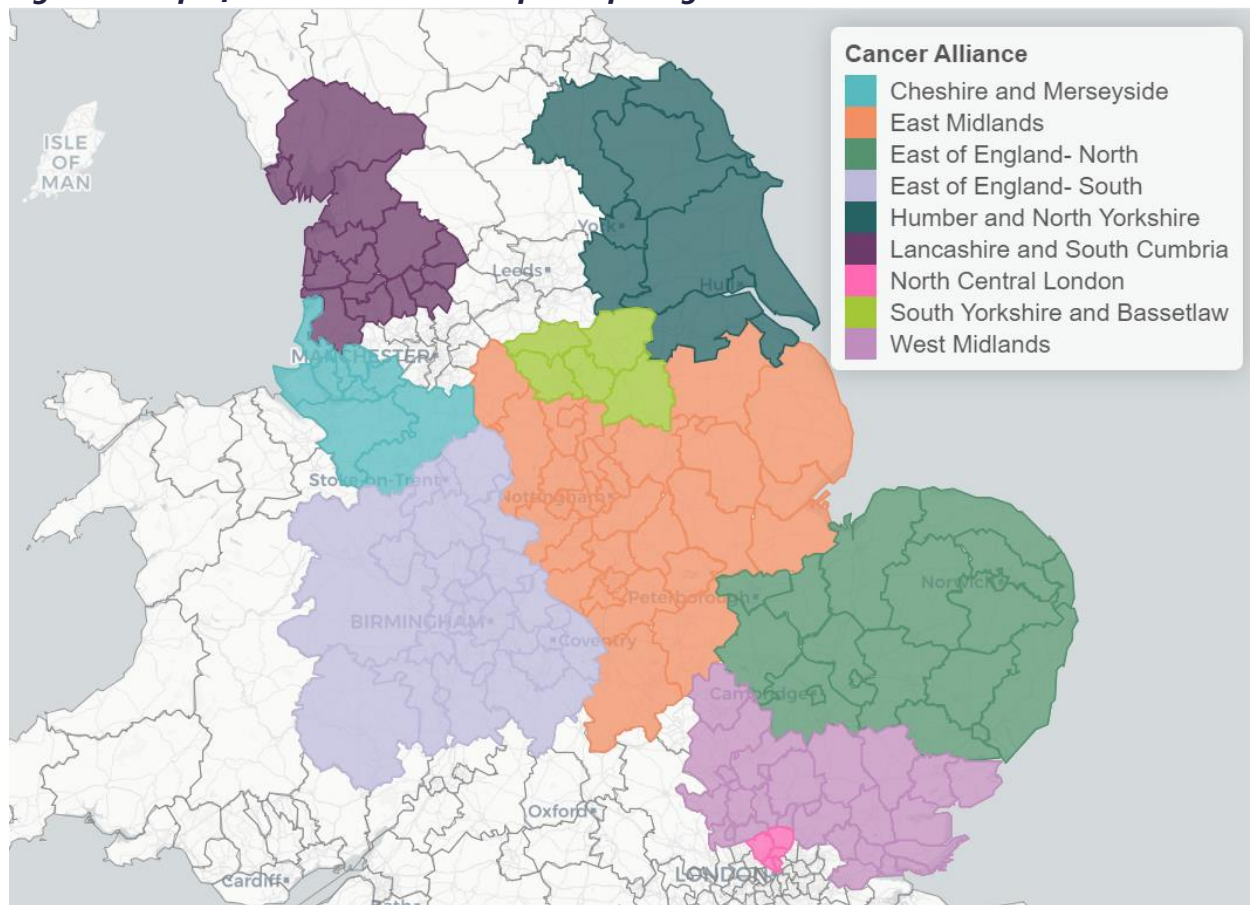 Cancer Alliance
Cheshire and Merseyside
East Midlands
East of England- North
East of England- South
Humber and North Yorkshire
Lancashire and South Cumbria
North Central London
South Yorkshire and Bassetlaw
West Midlands
ISLE
OF
MAN
York
Leeds
Hull
MANCHESTER
Stoke-on-Trent
Nottingham
Norwich
Peterborough
BIRMINGHAM
Coventry
Cambridge
Oxford
LONDON
Cardiff